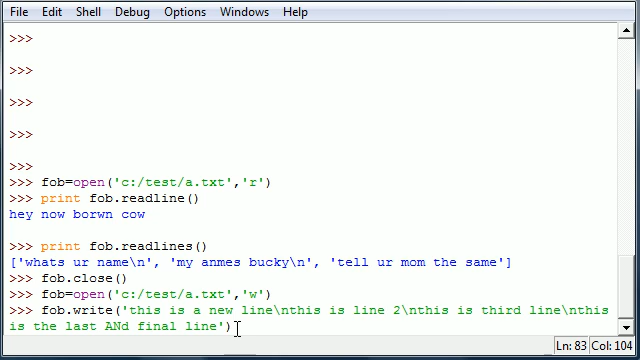 File Edit Shell Debug Options Windows Help
>>>
>>>
>>>
>>>
>>>
>>> fob=open('c:/test/a.txt','r')
>>> print fob.readline()
hey now borwn cow
>>> print fob.readlines()
['whats ur name\n', 'my anmes bucky\n', 'tell ur mom the same']
>>> fob.close()
>>> fob=open('c:/test/a.txt','w')
>>> fob.write('this is a new line\nthis is line 2\nthis is third line\nthis
is the last ANd final line')
Ln: 83 Col: 104